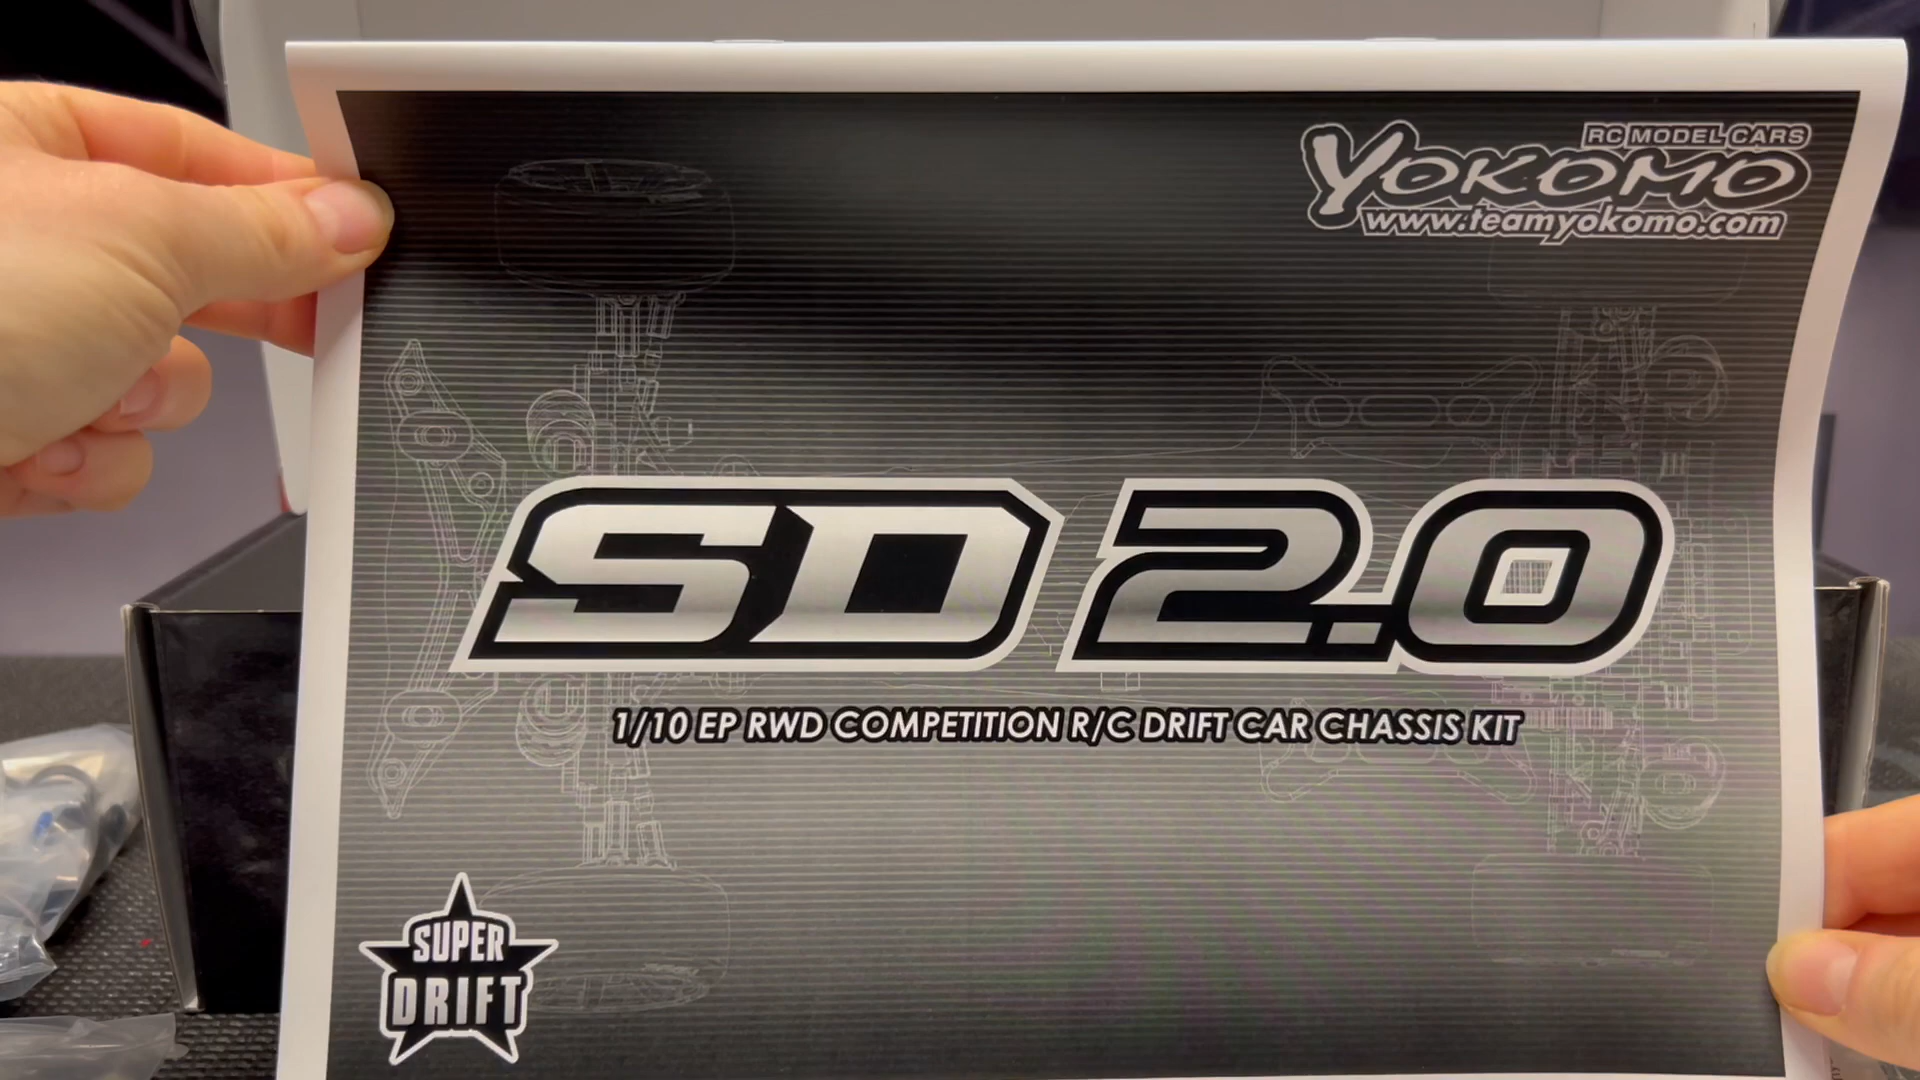 RC MODEL CARS
YOKOMO
www.teamyokomo.com
SD 2.0
1/10 EP RWD COMPETITION R/C DRIFT CAR CHASSIS KIT
SUPER
DRIFT